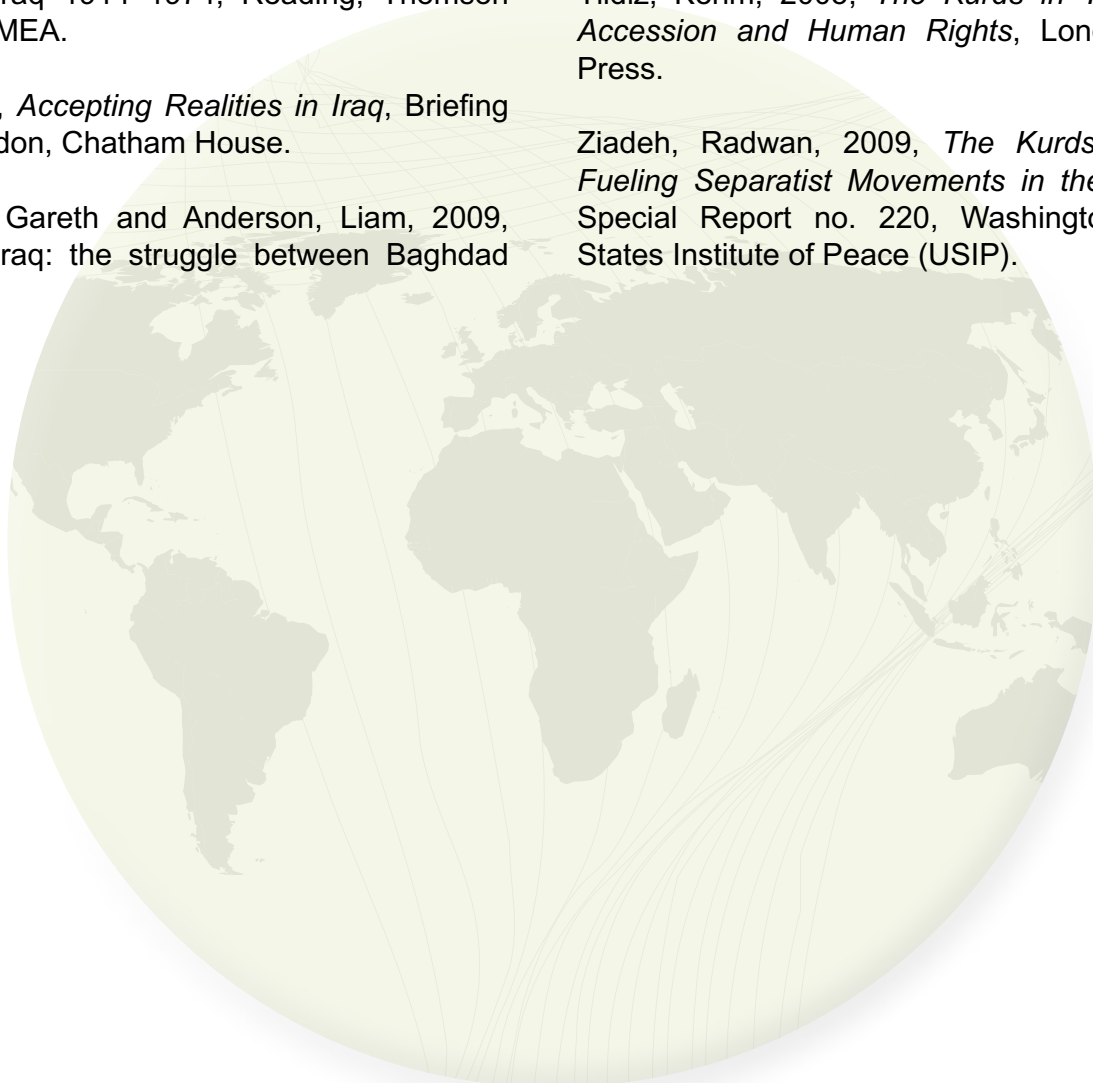 MEA.
, Accepting Realities in Iraq, Briefing
don, Chatham House.
Gareth and Anderson, Liam, 2009,
raq: the struggle between Baghdad
Accession and Human Rights, Lon
Press.
Ziadeh, Radwan, 2009, The Kurds
Fueling Separatist Movements in the
Special Report no. 220, Washingto
States Institute of Peace (USIP).